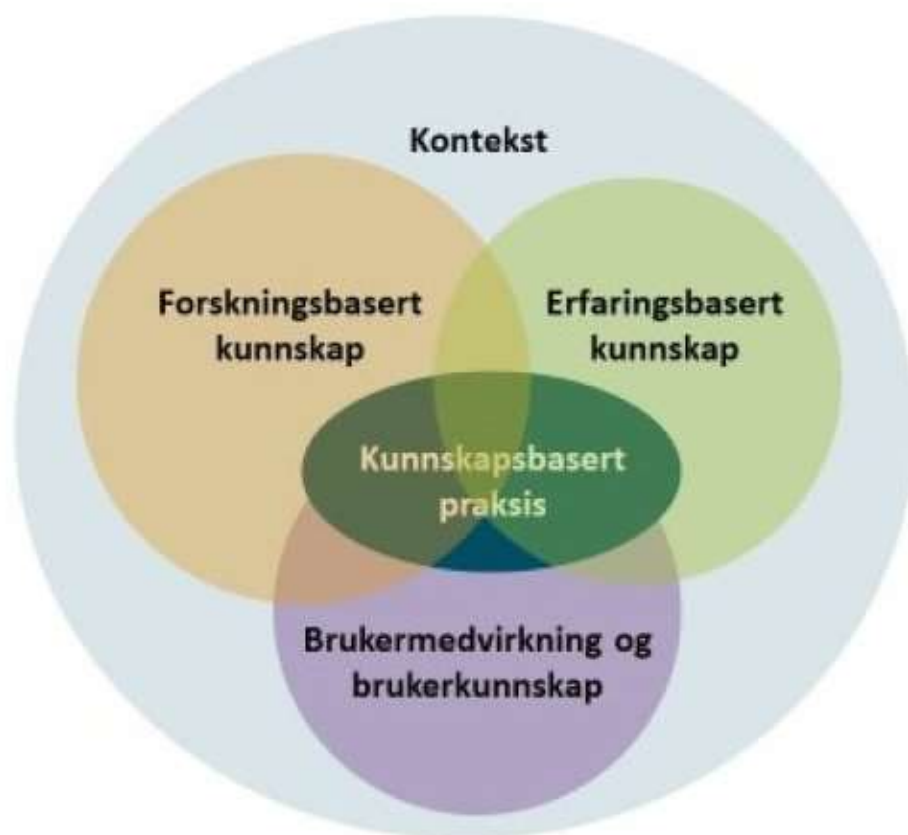 Kontekst
Forskningsbasert
kunnskap
Erfaringsbasert
kunnskap
Kunnskapsbasert
praksis
Brukermedvirkning og
brukerkunnskap